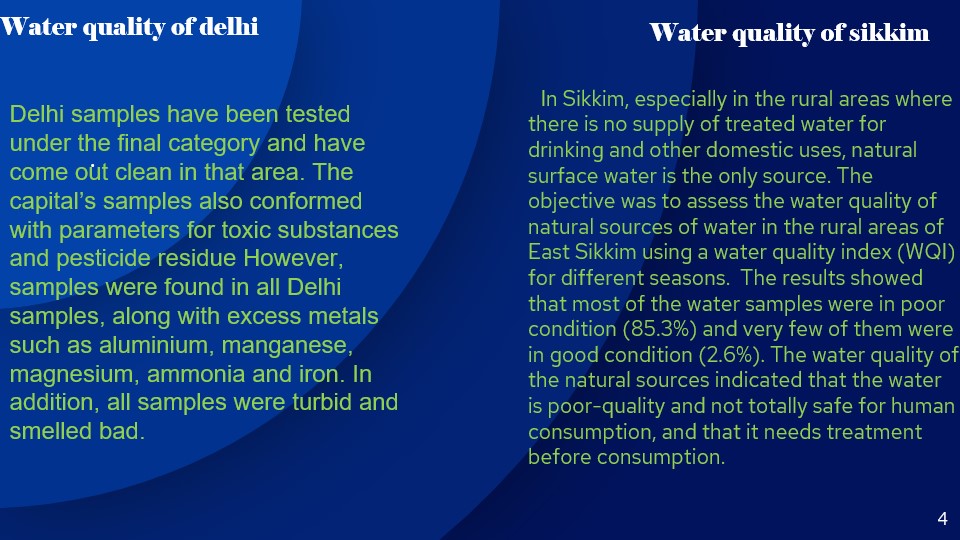 Water quality of delhi
Delhi samples have been tested
under the final category and have
come out clean in that area. The
capital's samples also conformed
with parameters for toxic substances
and pesticide residue However,
samples were found in all Delhi
samples, along with excess metals
such as aluminium, manganese,
magnesium, ammonia and iron. In
addition, all samples were turbid and
smelled bad.
Water quality of sikkim
In Sikkim, especially in the rural areas where
there is no supply of treated water for
drinking and other domestic uses, natural
surface water is the only source. The
objective was to assess the water quality of
natural sources of water in the rural areas of
East Sikkim using a water quality index (WQI)
for different seasons.  The results showed
that most of the water samples were in poor
condition (85.3%) and very few of them were
in good condition (2.6%). The water quality of
the natural sources indicated that the water
is poor-quality and not totally safe for human
consumption, and that it needs treatment
before consumption.
4